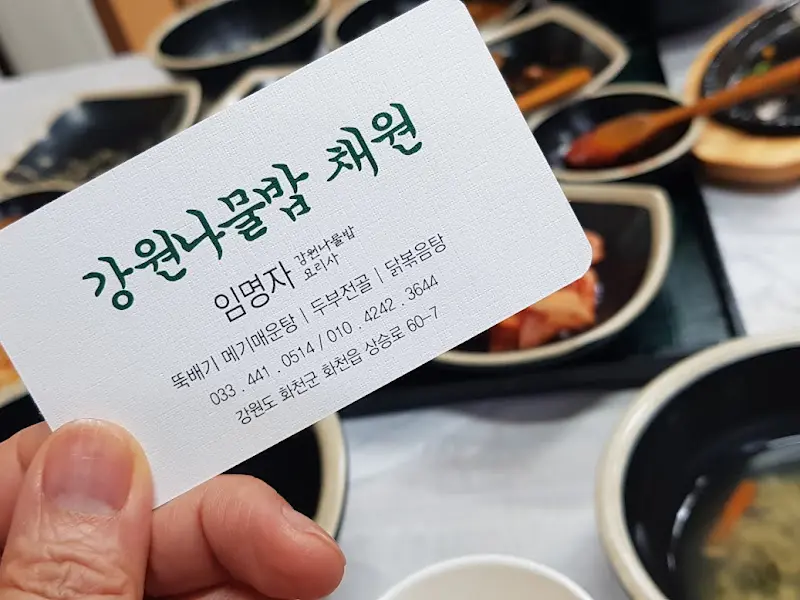 강원나물밥 채원
임명자 강원나물밥
요리사
뚝배기 메기매운탕 | 두부전골 | 닭볶음탕
033 . 441 . 0514 / 010 . 4242 . 3644
강원도 화천군 화천읍 상승로 60-7